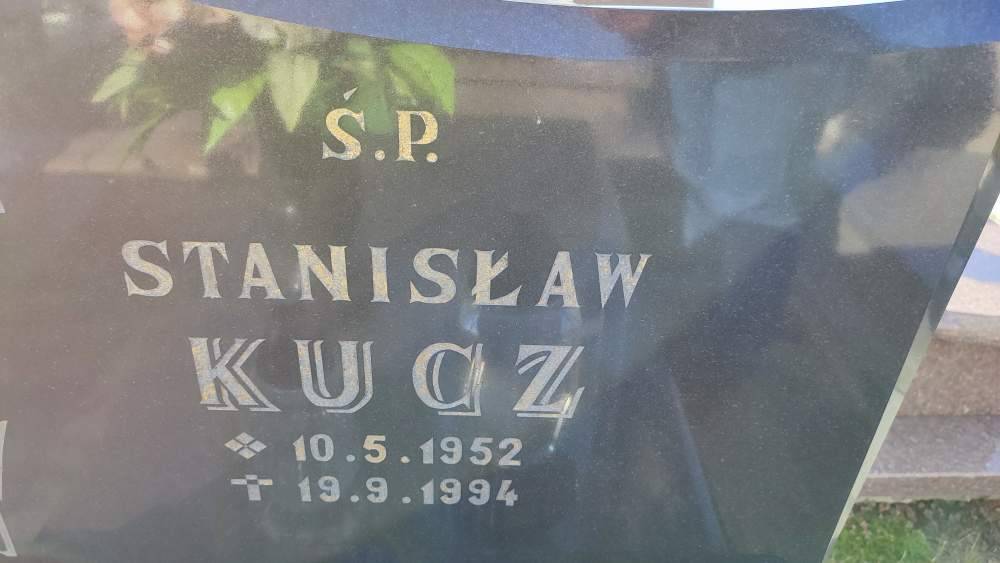 Ś.P.
STANISŁAW
KUCZ
10.5.1952
19.9.1994